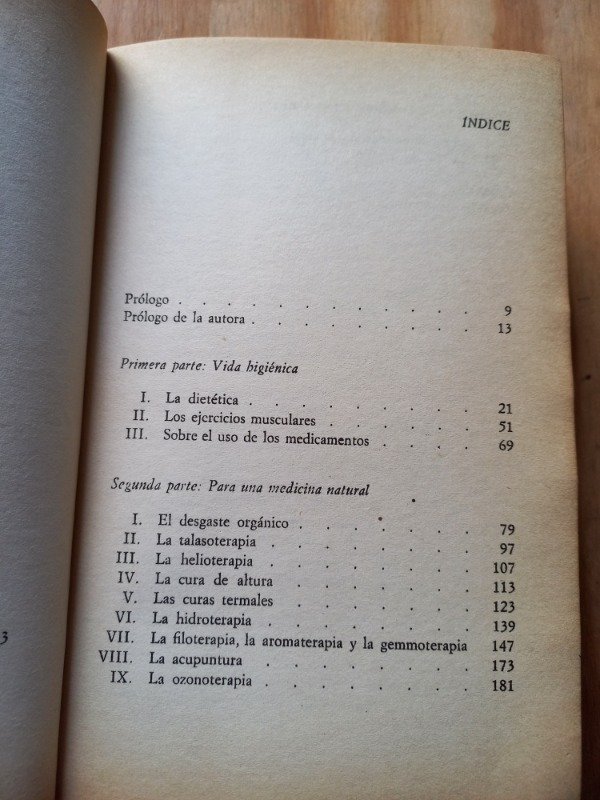 INDICE
Prólogo . . . . . . . . . . . 9
Prólogo de la autora . . . . . . . . . 13
Primera parte: Vida higiénica
I. La dietética . . . . . . . . . 21
II. Los ejercicios musculares . . . . . . 51
III. Sobre el uso de los medicamentos . . . . 69
Segunda parte: Para una medicina natural
I. El desgaste orgánico . . . . . . . 79
II. La talasoterapia . . . . . . . . 97
III. La helioterapia . . . . . . . . 107
IV. La cura de altura . . . . . . . 113
V. Las curas termales . . . . . . . 123
VI. La hidroterapia . . . . . . . . 139
VII. La filoterapia, la aromaterapia y la gemmoterapia 147
VIII. La acupuntura . . . . . . . . 173
IX. La ozonoterapia . . . . . . . . 181
3